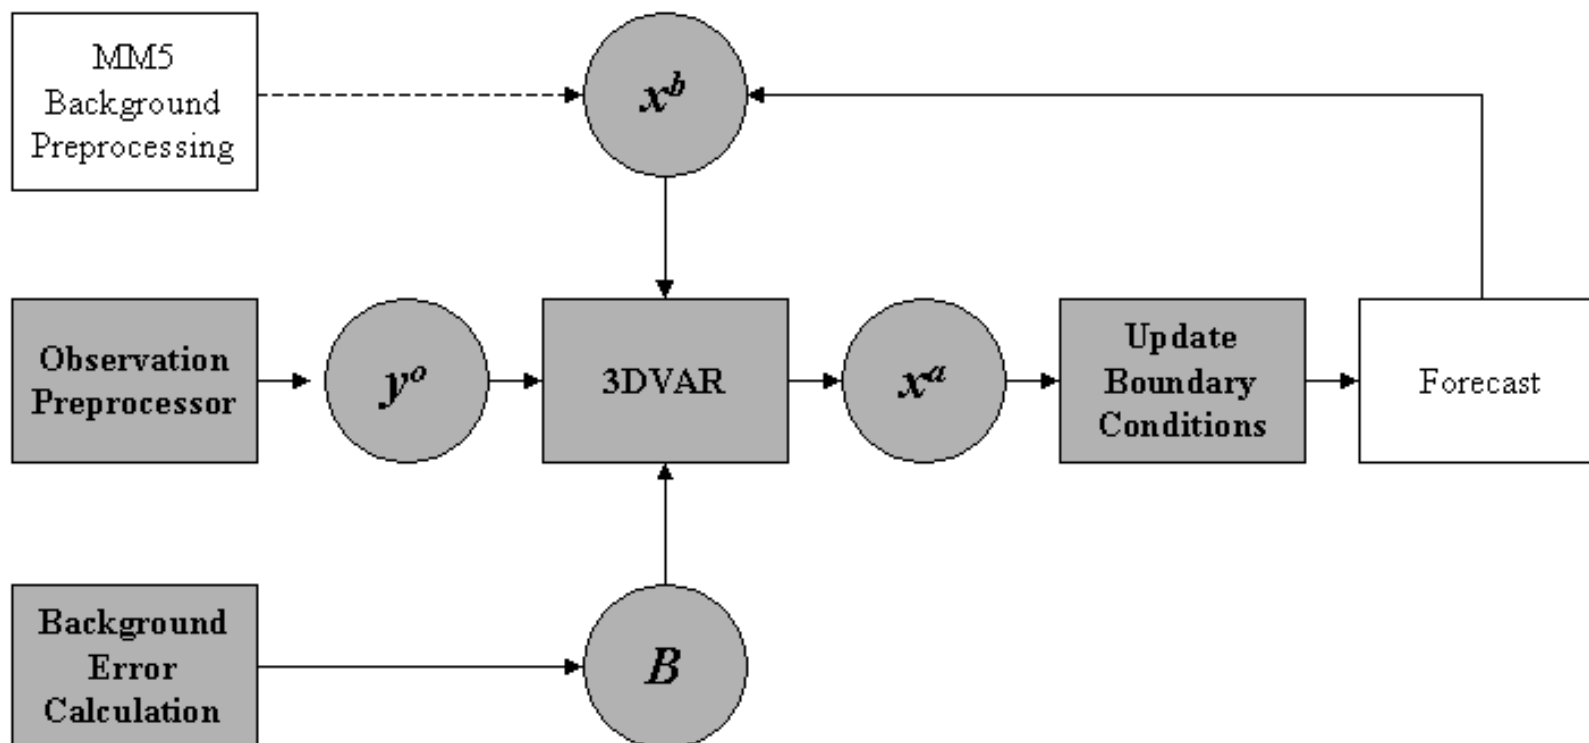 MM5
Background
Preprocessing
x^b
Observation
Preprocessor
y^o
3DVAR
x^a
Update
Boundary
Conditions
Forecast
Background
Error
Calculation
B